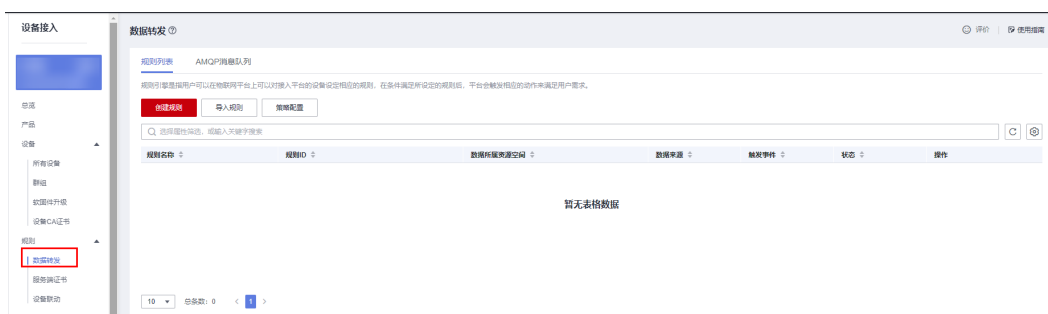 设备接入
数据转发
评价
使用指南
规则列表 AMQP消息队列
规则引擎是指用户可以在物联网平台上可以对接入平台的设备设定相应的规则，在条件满足所设定的规则后，平台会触发相应的动作来满足用户需求。
创建规则 导入规则 策略配置
选择属性筛选，或输入关键字搜索
规则名称 规则ID 数据所属资源空间 数据来源 触发事件 状态 操作
暂无表格数据
总览
产品
设备
所有设备
群组
软固件升级
设备CA证书
规则
数据转发
服务端证书
设备联动
10 总条数：0 < 1 >